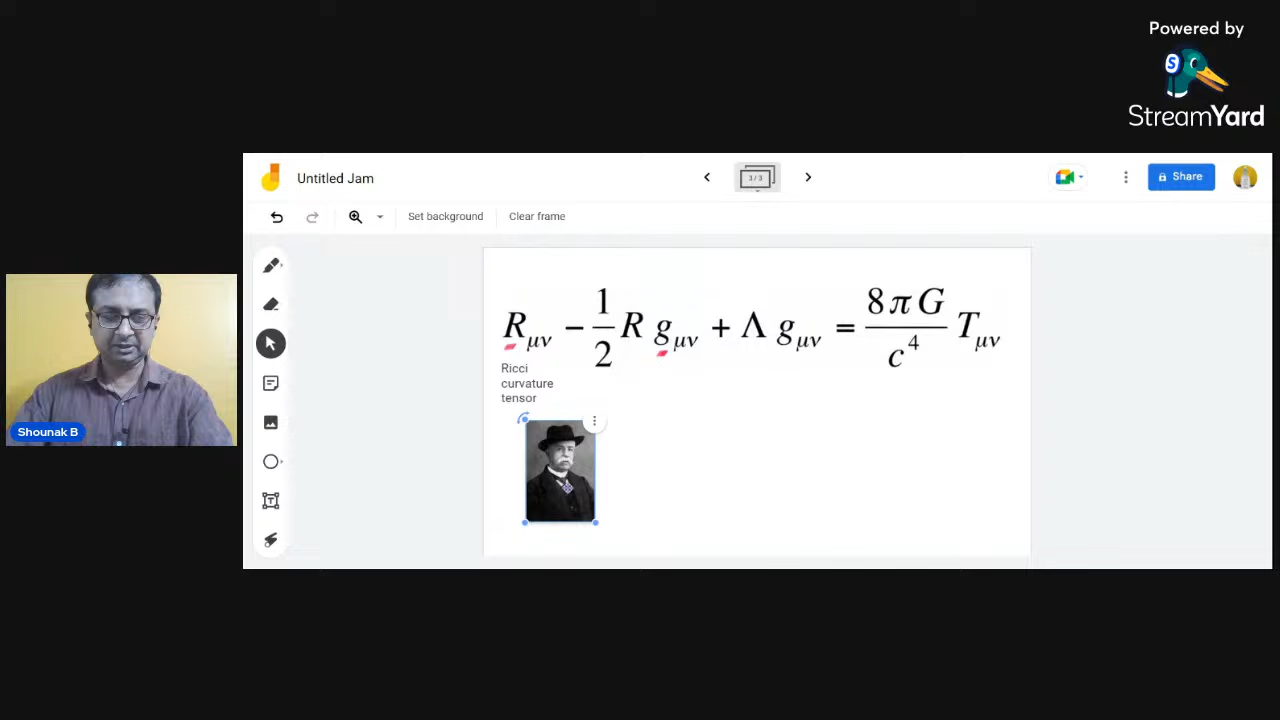 Powered by
StreamYard
Untitled Jam
3/3
Share
Set background
Clear frame
R_μν − 1/2 R g_μν + Λ g_μν = 8πG/c^4 T_μν
Ricci
curvature
tensor
Shounak B